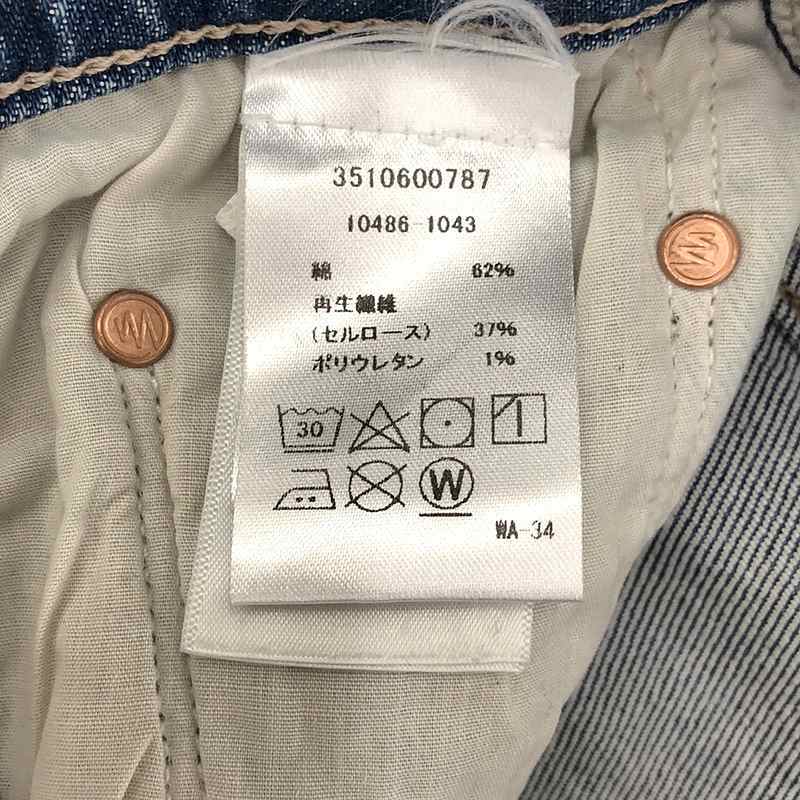 3510600787
10486-1043
綿 62%
再生繊維
(セルロース) 37%
ポリウレタン 1%
30
W
WA-34